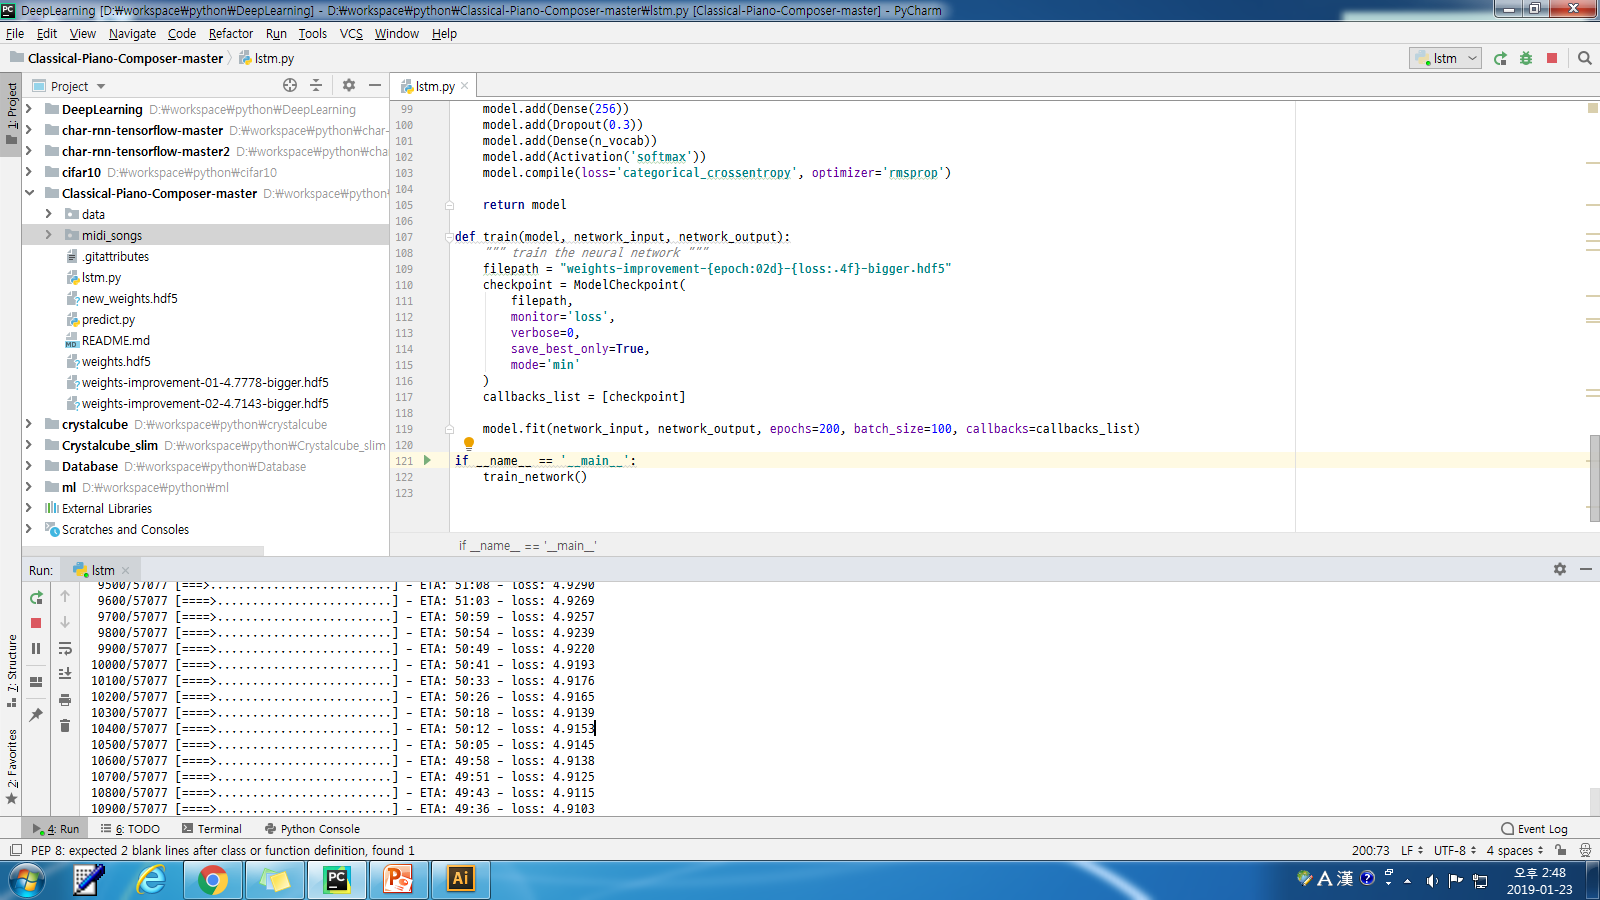 DeepLearning [D:₩workspace₩python₩DeepLearning] - D:₩workspace₩python₩Classical-Piano-Composer-master₩lstm.py [Classical-Piano-Composer-master] - PyCharm
File Edit View Navigate Code Refactor Run Tools VCS Window Help
Classical-Piano-Composer-master lstm.py
lstm
1: Project
Project
lstm.py
DeepLearning D:₩workspace₩python₩DeepLearning
char-rnn-tensorflow-master D:₩workspace₩python₩char-
char-rnn-tensorflow-master2 D:₩workspace₩python₩cha
cifar10 D:₩workspace₩python₩cifar10
Classical-Piano-Composer-master D:₩workspace₩python₩
data
midi_songs
.gitattributes
lstm.py
new_weights.hdf5
predict.py
README.md
weights.hdf5
weights-improvement-01-4.7778-bigger.hdf5
weights-improvement-02-4.7143-bigger.hdf5
crystalcube D:₩workspace₩python₩crystalcube
Crystalcube_slim D:₩workspace₩python₩Crystalcube_slim
Database D:₩workspace₩python₩Database
ml D:₩workspace₩python₩ml
External Libraries
Scratches and Consoles
99 model.add(Dense(256))
100 model.add(Dropout(0.3))
101 model.add(Dense(n_vocab))
102 model.add(Activation('softmax'))
103 model.compile(loss='categorical_crossentropy', optimizer='rmsprop')
104
105 return model
106
107 def train(model, network_input, network_output):
108 """ train the neural network """
109 filepath = "weights-improvement-{epoch:02d}-{loss:.4f}-bigger.hdf5"
110 checkpoint = ModelCheckpoint(
111 filepath,
112 monitor='loss',
113 verbose=0,
114 save_best_only=True,
115 mode='min'
116 )
117 callbacks_list = [checkpoint]
118
119 model.fit(network_input, network_output, epochs=200, batch_size=100, callbacks=callbacks_list)
120
121 if __name__ == '__main__':
122 train_network()
123
if __name__ == '__main__'
Run: lstm
9500/57077 [===>..........................] - ETA: 51:08 - loss: 4.9290
9600/57077 [====>.........................] - ETA: 51:03 - loss: 4.9269
9700/57077 [====>.........................] - ETA: 50:59 - loss: 4.9257
9800/57077 [====>.........................] - ETA: 50:54 - loss: 4.9239
9900/57077 [====>.........................] - ETA: 50:49 - loss: 4.9220
10000/57077 [====>.........................] - ETA: 50:41 - loss: 4.9193
10100/57077 [====>.........................] - ETA: 50:33 - loss: 4.9176
10200/57077 [====>.........................] - ETA: 50:26 - loss: 4.9165
10300/57077 [====>.........................] - ETA: 50:18 - loss: 4.9139
10400/57077 [====>.........................] - ETA: 50:12 - loss: 4.9153
10500/57077 [====>.........................] - ETA: 50:05 - loss: 4.9145
10600/57077 [====>.........................] - ETA: 49:58 - loss: 4.9138
10700/57077 [====>.........................] - ETA: 49:51 - loss: 4.9125
10800/57077 [====>.........................] - ETA: 49:43 - loss: 4.9115
10900/57077 [====>.........................] - ETA: 49:36 - loss: 4.9103
7: Structure
2: Favorites
4: Run 6: TODO Terminal Python Console Event Log
PEP 8: expected 2 blank lines after class or function definition, found 1
200:73 LF UTF-8 4 spaces
A 漢
오후 2:48
2019-01-23